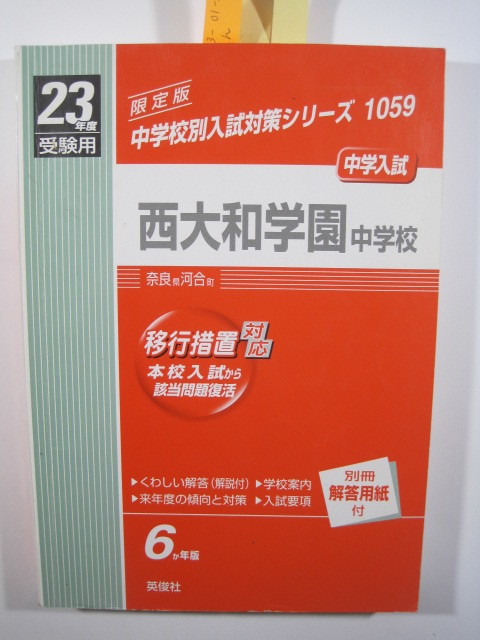 3-01-
ん
23年度
受験用
限定版
中学校別入試対策シリーズ 1059
中学入試
西大和学園中学校
奈良県河合町
移行措置対応
本校入試から
該当問題復活
▶くわしい解答(解説付) ▶学校案内
▶来年度の傾向と対策 ▶入試要項
別冊
解答用紙
付
6か年版
英俊社